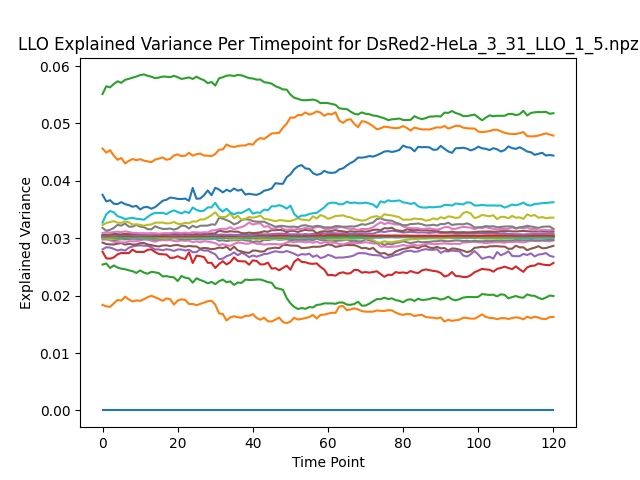 LLO Explained Variance Per Timepoint for DsRed2-HeLa_3_31_LLO_1_5.npz
0.06
0.05
0.04
0.03
0.02
0.01
0.00
Explained Variance
0 20 40 60 80 100 120
Time Point